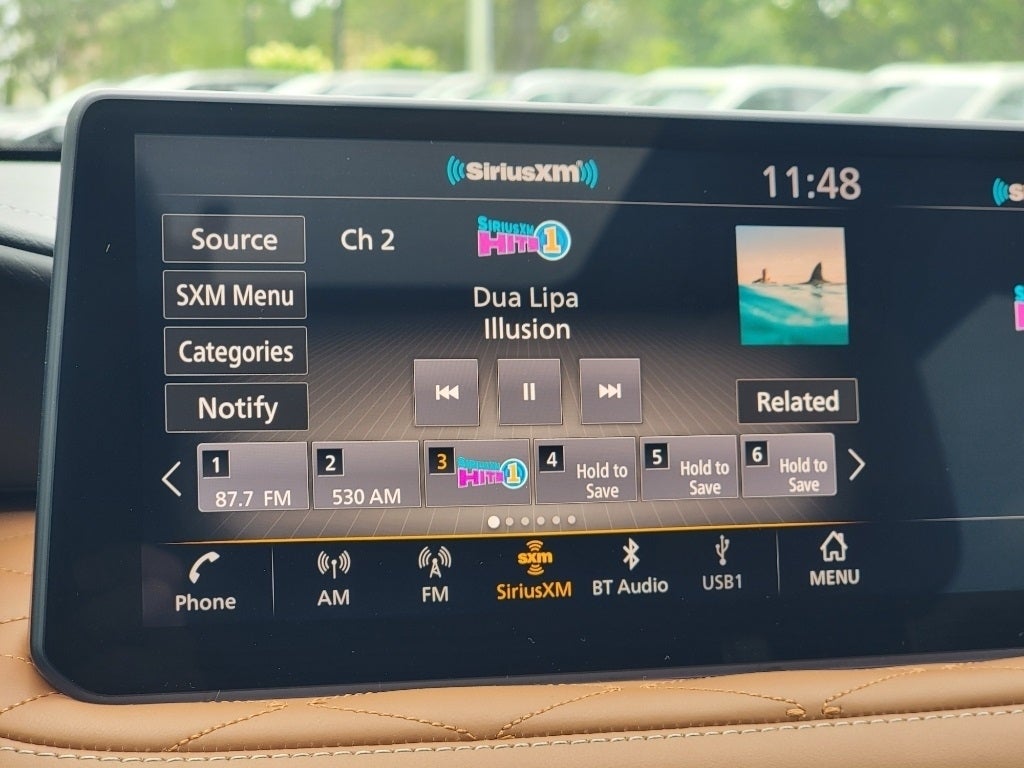 SiriusXM
11:48
Source
Ch 2
SiriusXM
HITS 1
SXM Menu
Dua Lipa
Illusion
Categories
Notify
Related
1
87.7 FM
2
530 AM
3
SiriusXM
HITS 1
4
Hold to
Save
5
Hold to
Save
6
Hold to
Save
Phone
AM
FM
sxm
SiriusXM
BT Audio
USB1
MENU